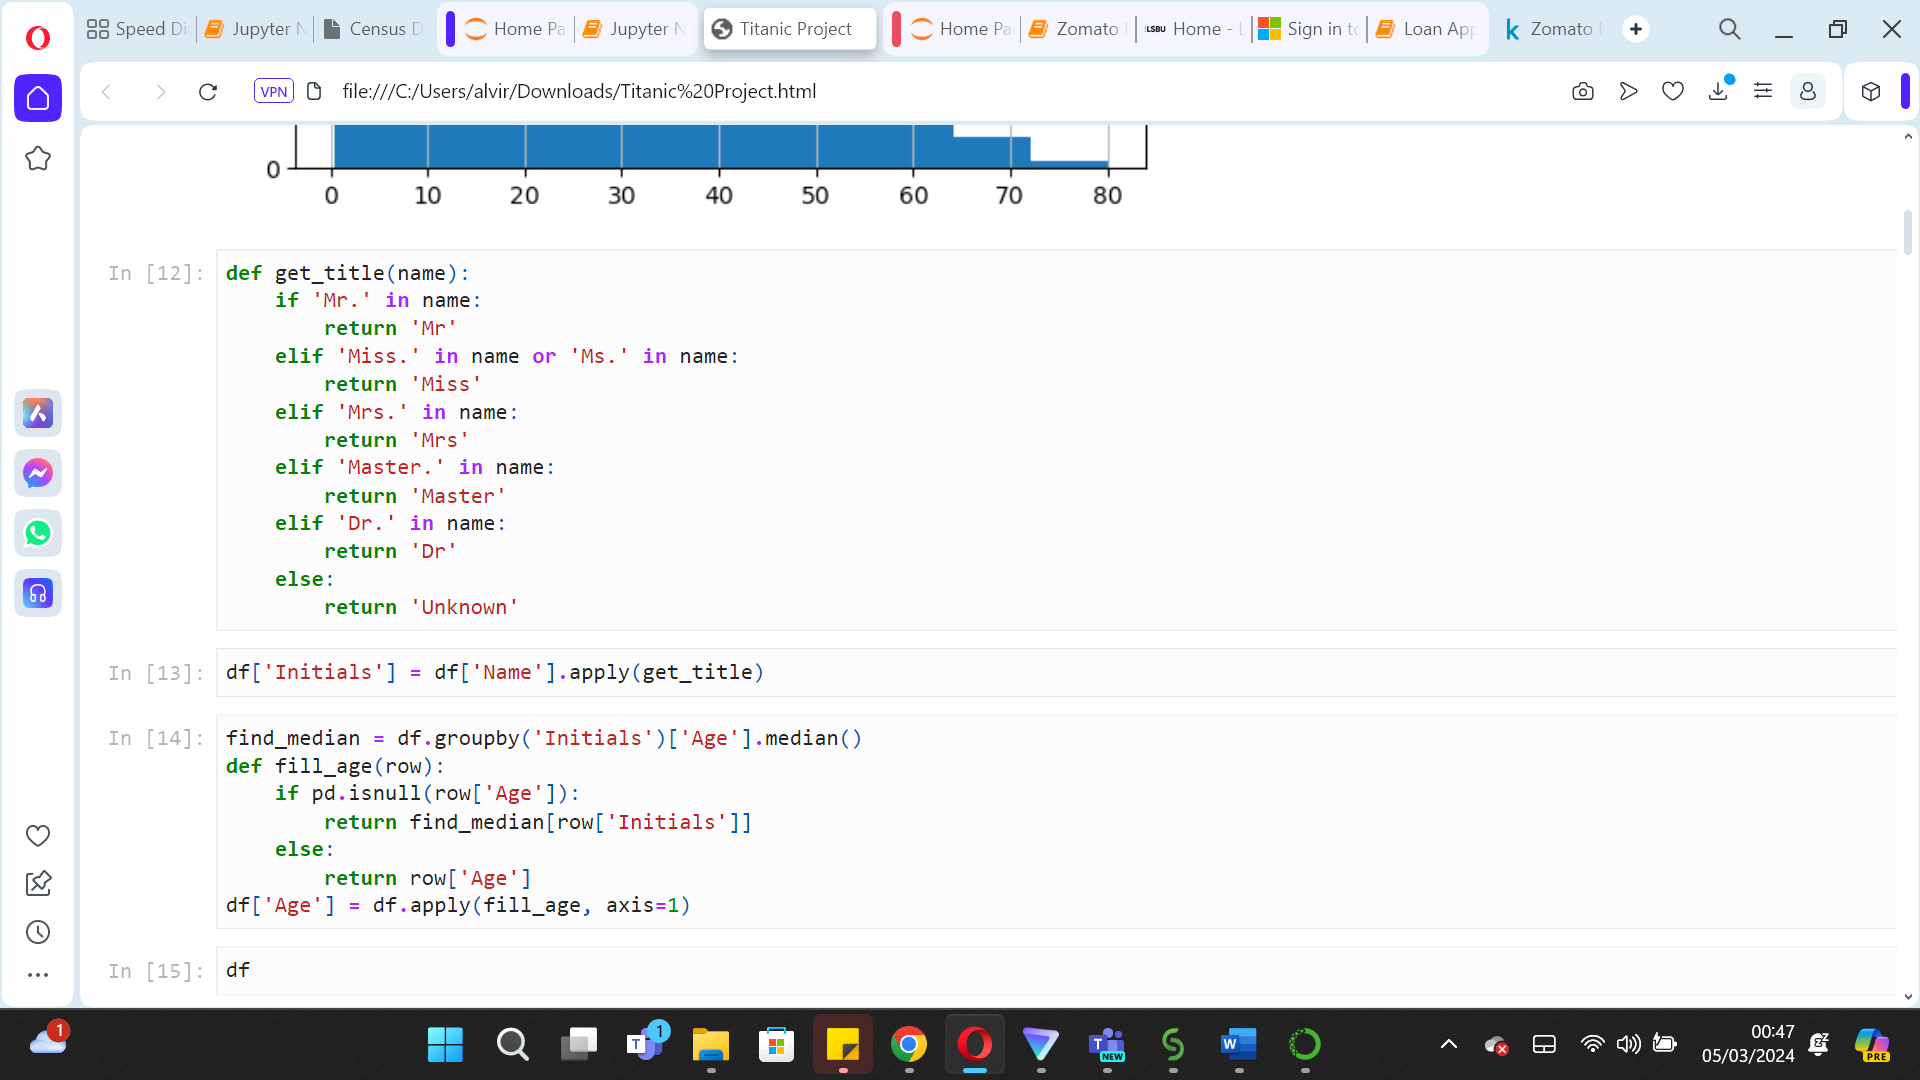 Speed Di
Jupyter N
Census D
Home Pa
Jupyter N
Titanic Project
Home Pa
Zomato
LSBU
Home - L
Sign in to
Loan App
k
Zomato
VPN
file:///C:/Users/alvir/Downloads/Titanic%20Project.html
0
0 10 20 30 40 50 60 70 80
In [12]:
def get_title(name):
    if 'Mr.' in name:
        return 'Mr'
    elif 'Miss.' in name or 'Ms.' in name:
        return 'Miss'
    elif 'Mrs.' in name:
        return 'Mrs'
    elif 'Master.' in name:
        return 'Master'
    elif 'Dr.' in name:
        return 'Dr'
    else:
        return 'Unknown'
In [13]:
df['Initials'] = df['Name'].apply(get_title)
In [14]:
find_median = df.groupby('Initials')['Age'].median()
def fill_age(row):
    if pd.isnull(row['Age']):
        return find_median[row['Initials']]
    else:
        return row['Age']
df['Age'] = df.apply(fill_age, axis=1)
In [15]:
df
1
T
1
T
NEW
W
00:47
05/03/2024
PRE